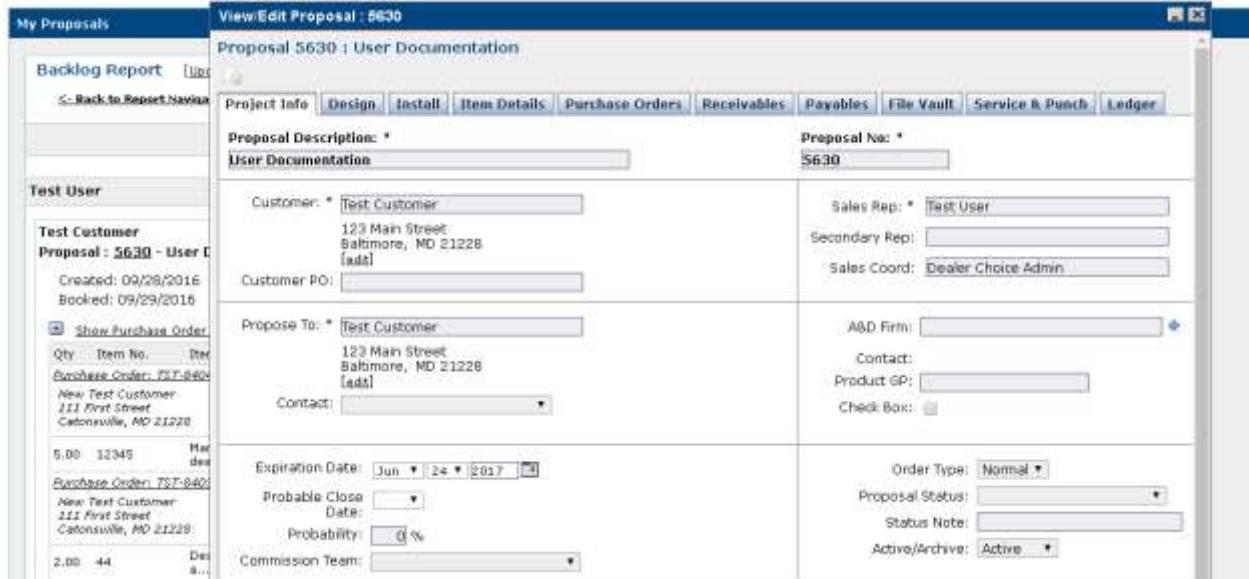 My Proposals
Backlog Report
<- Back to Report Naviga
Test User
Test Customer
Proposal : 5630 - User D
Created: 09/28/2016
Booked: 09/29/2016
Show Purchase Order
Qty Item No.
Purchase Order: TST-8404
New Test Customer
111 First Street
Catonsville, MD 21228
5.00 12345
Purchase Order:
New Test Customer
111 First Street
Catonsville, MD 21228
2.00 44
View/Edit Proposal : 5630
Proposal 5630 : User Documentation
Project Info Design Install Item Details Purchase Orders Receivables Payables File Vault Service & Punch Ledger
Proposal Description: * Proposal No: *
User Documentation 5630
Customer: * Test Customer
123 Main Street
Baltimore, MD 21228
[edit]
Customer PO:
Sales Rep: * Test User
Secondary Rep:
Sales Coord: Dealer Choice Admin
Propose To: * Test Customer
123 Main Street
Baltimore, MD 21228
[edit]
Contact:
A&D Firm:
Contact:
Product GP:
Check Box:
Expiration Date: Jun 24 2017
Probable Close
Date:
Probability: 0 %
Commission Team:
Order Type: Normal
Proposal Status:
Status Note:
Active/Archive: Active